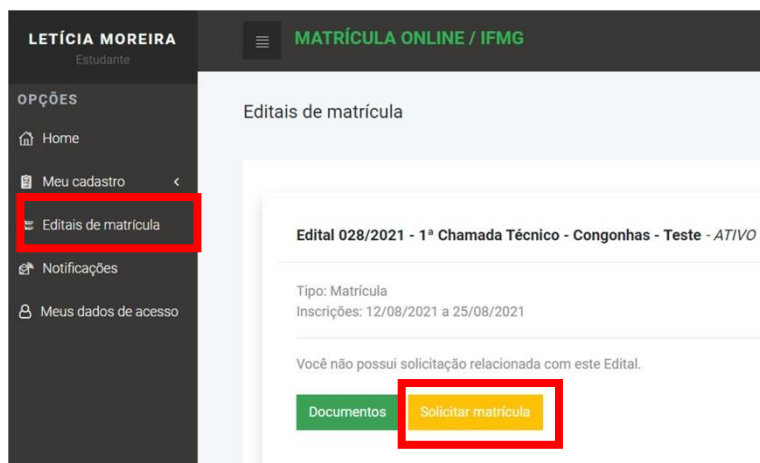 LETÍCIA MOREIRA
Estudante
OPÇÕES
Home
Meu cadastro
Editais de matrícula
Notificações
Meus dados de acesso
MATRÍCULA ONLINE / IFMG
Editais de matrícula
Edital 028/2021 - 1ª Chamada Técnico - Congonhas - Teste - ATIVO
Tipo: Matrícula
Inscrições: 12/08/2021 a 25/08/2021
Você não possui solicitação relacionada com este Edital.
Documentos Solicitar matrícula